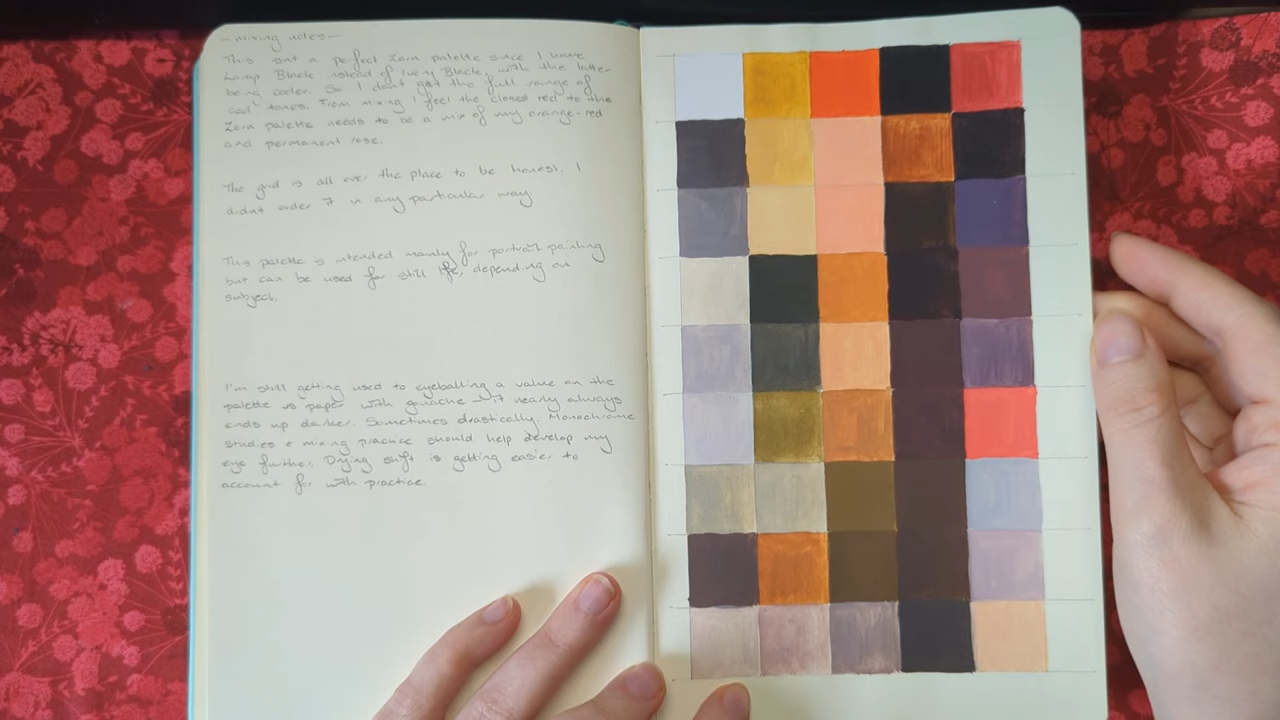 -mixing notes-
This isnt a perfect Zorn palette since I have
Lamp Black instead of Ivory Black, with the latter
being cooler. So I dont get the full range of
cool tones. From mixing I feel the closest red to the
Zorn palette needs to be a mix of my orange-red
and permanent rose.
The grid is all over the place to be honest. I
didnt order it in any particular way
This palette is intended mainly for portrait painting
but can be used for still life, depending on
subject.
I'm still getting used to eyeballing a value on the
palette vs paper with gouache - it nearly always
ends up darker. Sometimes drastically. Monochrome
studies & mixing practice should help develop my
eye further. Drying shift is getting easier to
account for with practice.